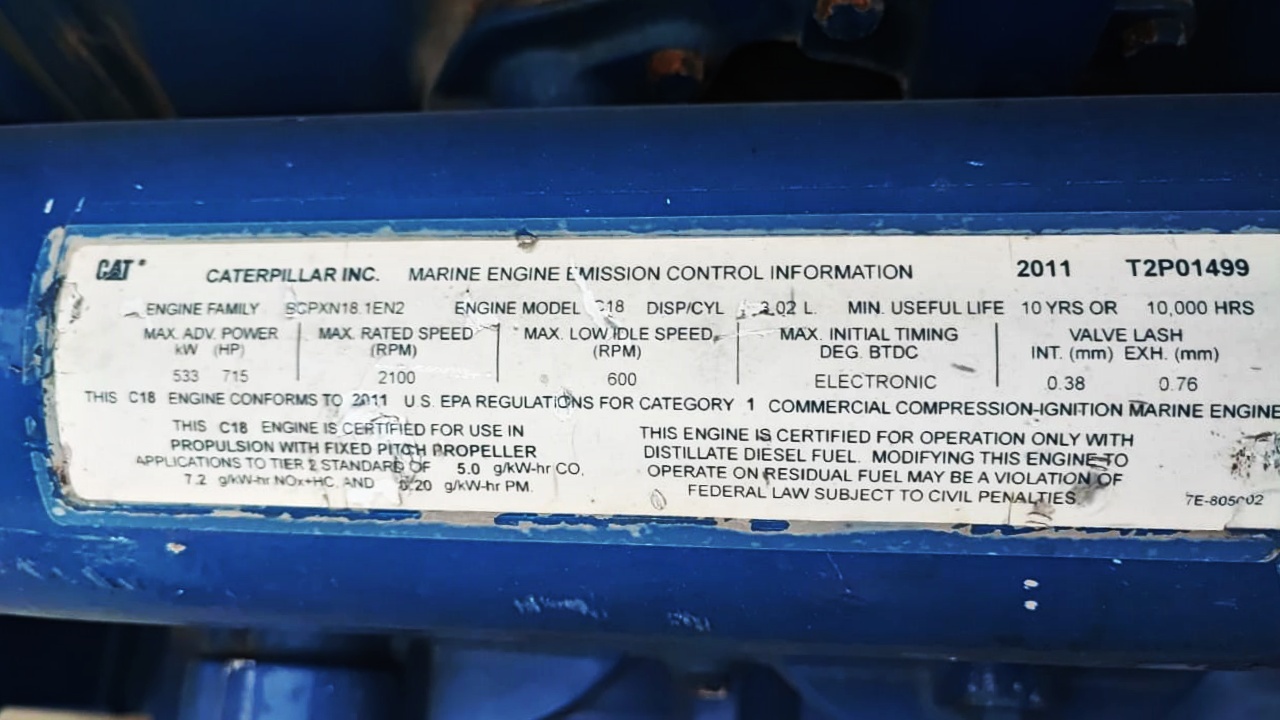 CAT CATERPILLAR INC. MARINE ENGINE EMISSION CONTROL INFORMATION 2011 T2P01499
ENGINE FAMILY ENGINE MODEL C18 DISP/CYL 3.02 L. MIN. USEFUL LIFE 10 YRS OR 10,000 HRS
MAX. ADV. POWER MAX. RATED SPEED MAX. LOW IDLE SPEED MAX. INITIAL TIMING VALVE LASH
kW (HP) (RPM) (RPM) DEG. BTDC INT. (mm) EXH. (mm)
533 715 2100 600 ELECTRONIC 0.38 0.76
THIS C18 ENGINE CONFORMS TO 2011 U.S. EPA REGULATIONS FOR CATEGORY 1 COMMERCIAL COMPRESSION-IGNITION MARINE ENGINE
THIS C18 ENGINE IS CERTIFIED FOR USE IN
PROPULSION WITH FIXED PITCH PROPELLER
APPLICATIONS TO TIER 2 STANDARD OF 5.0 g/kW-hr CO,
7.2 g/kW-hr NOx+HC, AND 0.20 g/kW-hr PM.
THIS ENGINE IS CERTIFIED FOR OPERATION ONLY WITH
DISTILLATE DIESEL FUEL. MODIFYING THIS ENGINE TO
OPERATE ON RESIDUAL FUEL MAY BE A VIOLATION OF
FEDERAL LAW SUBJECT TO CIVIL PENALTIES.